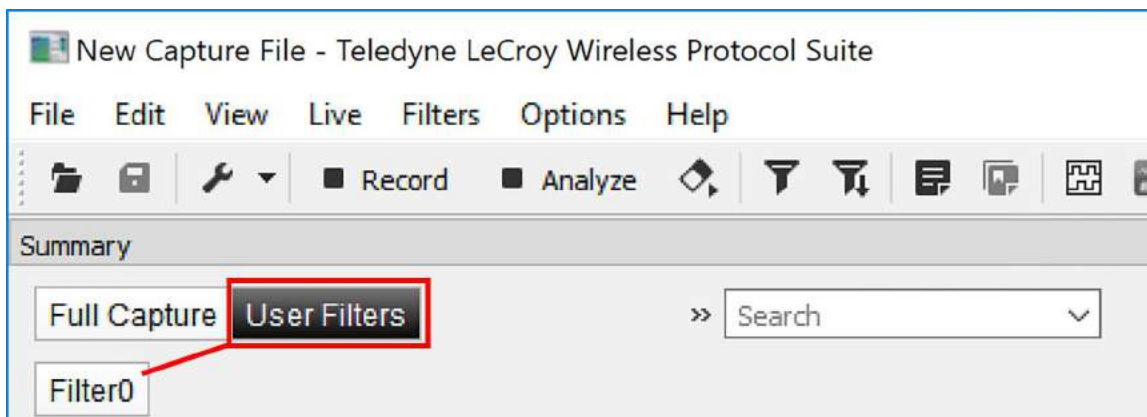 New Capture File - Teledyne LeCroy Wireless Protocol Suite
File Edit View Live Filters Options Help
Record Analyze
Summary
Full Capture User Filters » Search
Filter0